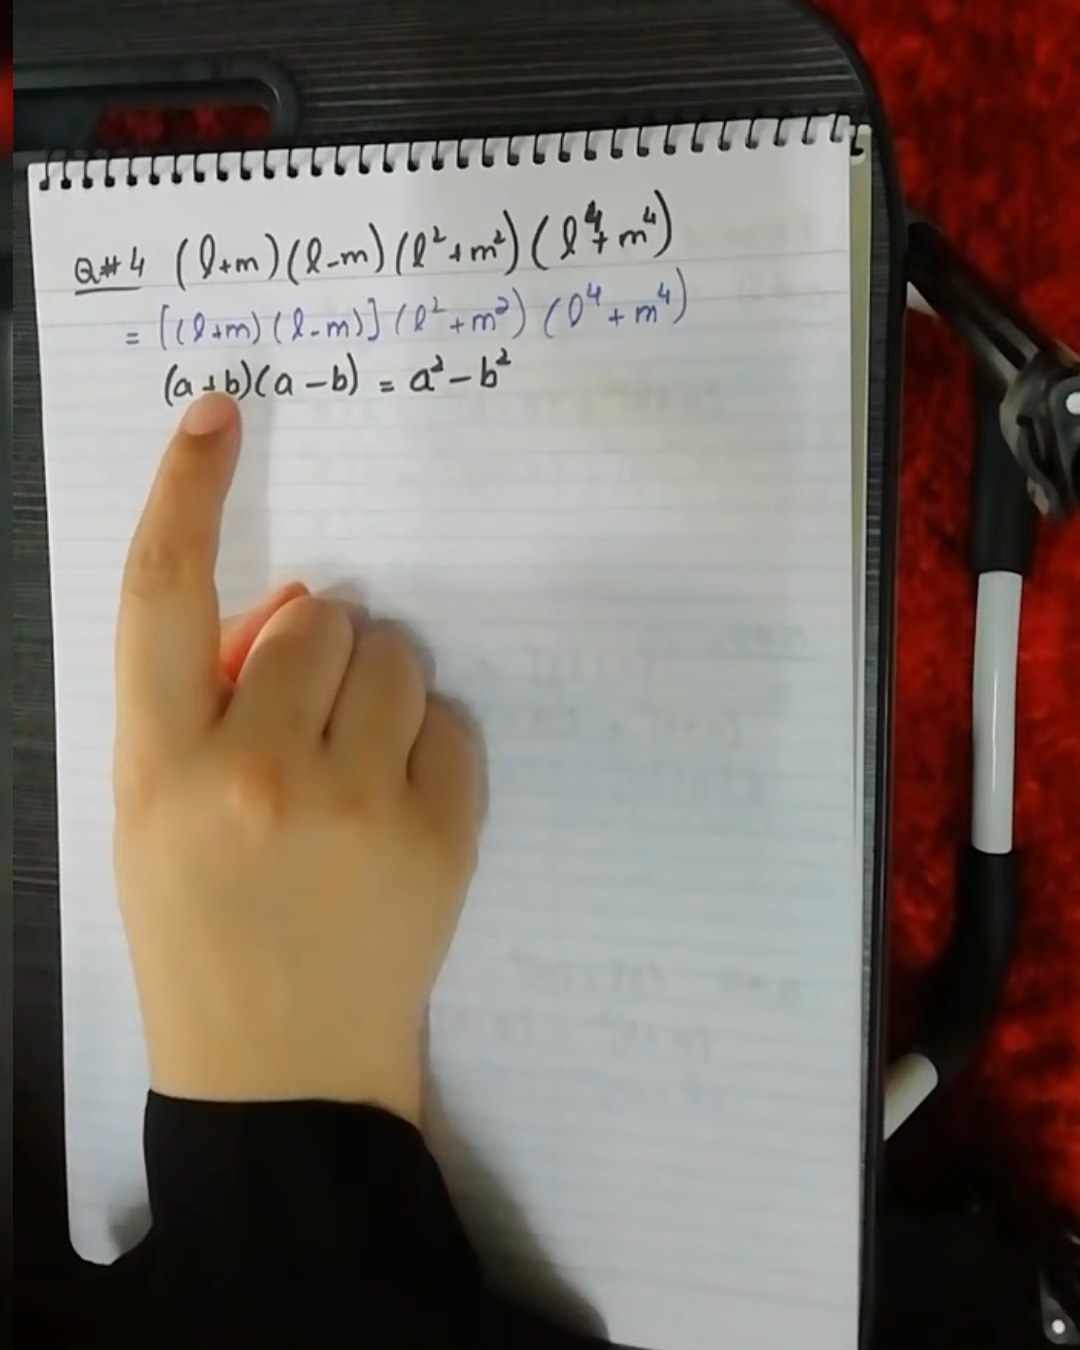 Q#4 (l+m)(l-m)(l²+m²)(l⁴+m⁴)
= [(l+m)(l-m)](l²+m²)(l⁴+m⁴)
(a+b)(a-b) = a²-b²